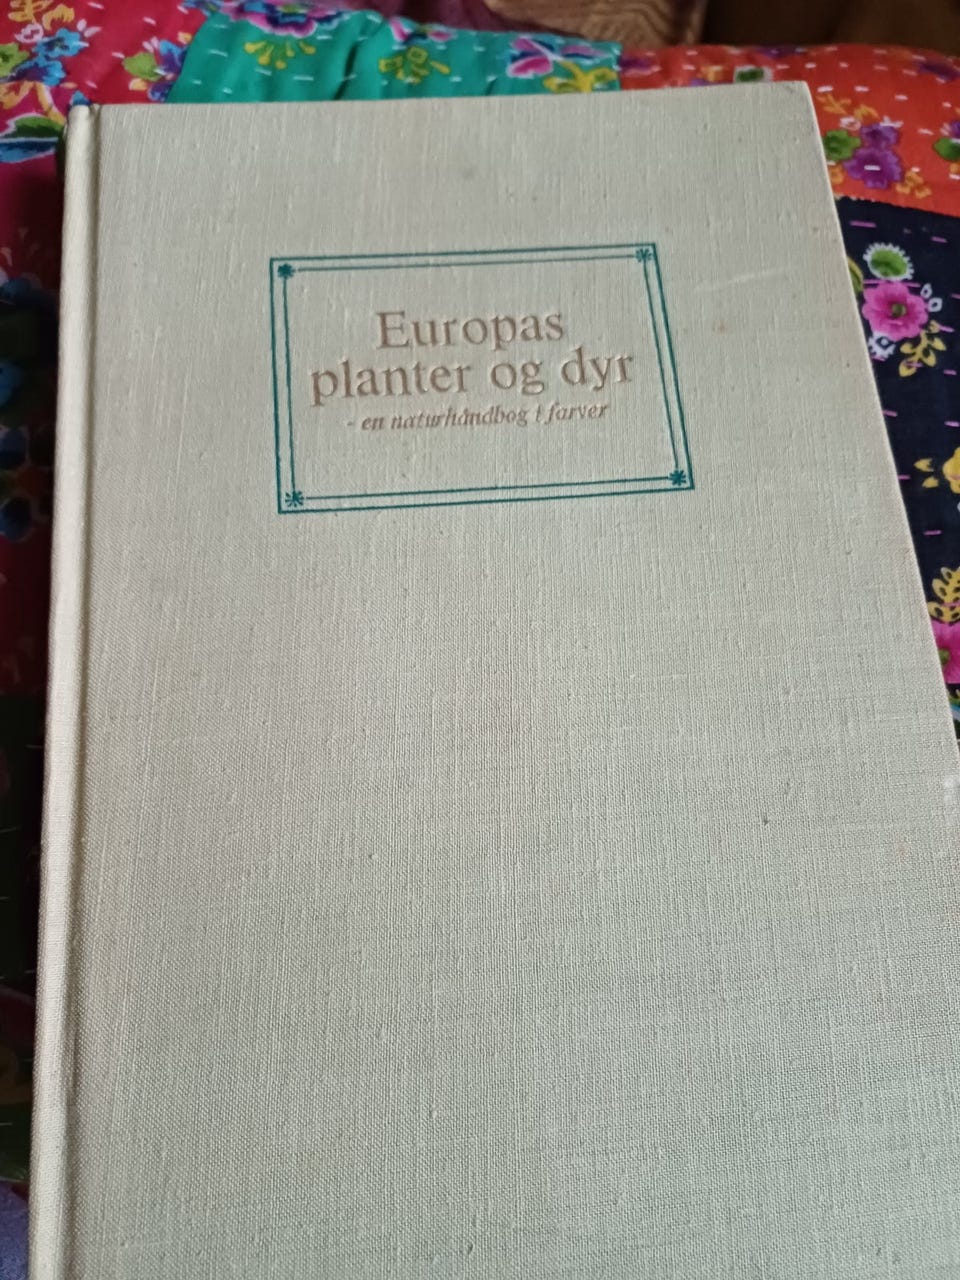 Europas
planter og dyr
- en naturhåndbog i farver